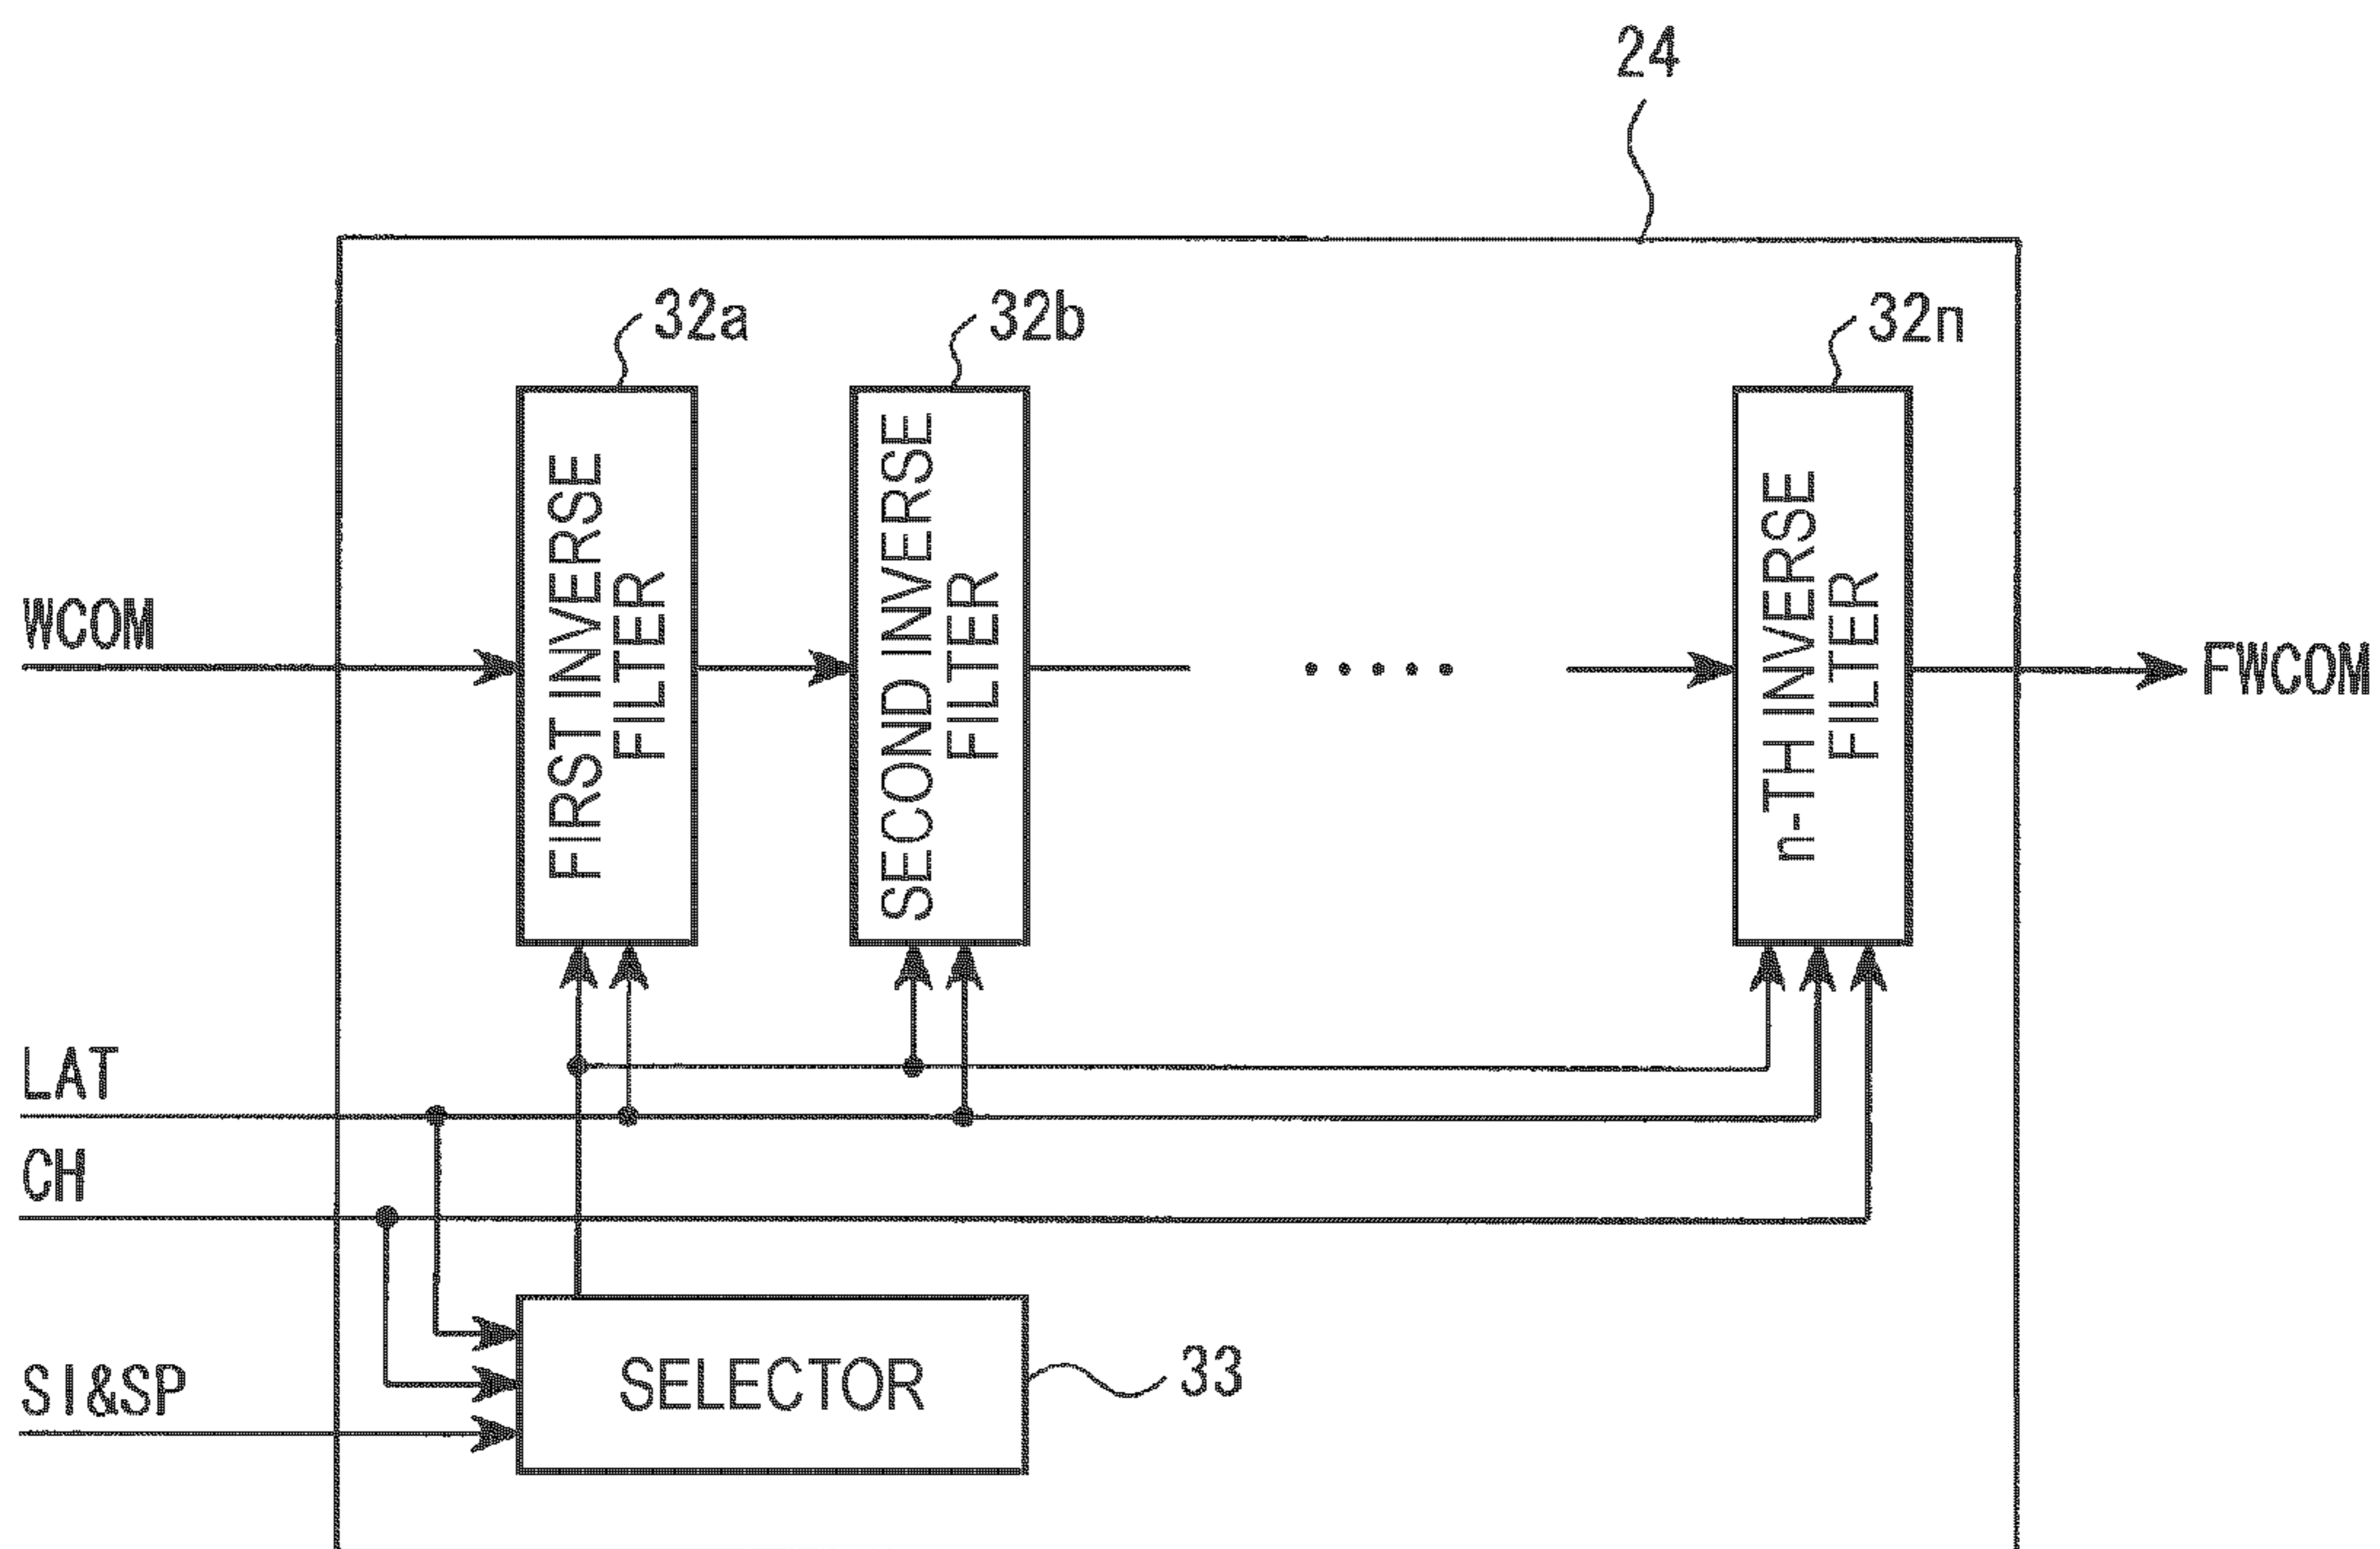 24
32a
32b
32n
FIRST INVERSE
FILTER
SECOND INVERSE
FILTER
n-TH INVERSE
FILTER
WCOM
FWCOM
LAT
CH
SI&SP
SELECTOR
33